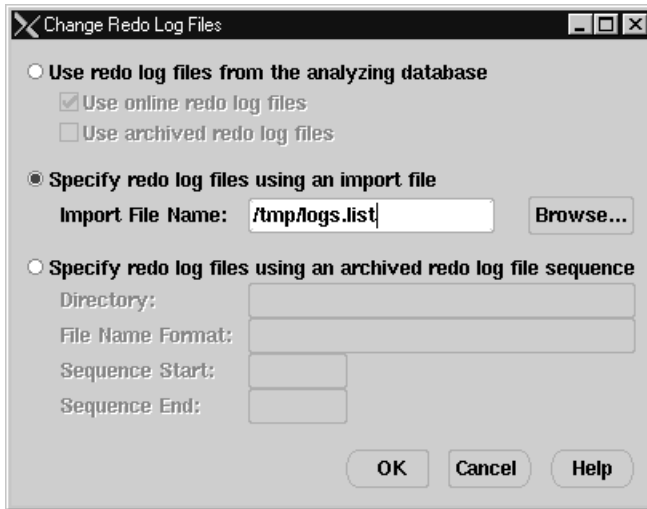 Change Redo Log Files
Use redo log files from the analyzing database
Use online redo log files
Use archived redo log files
Specify redo log files using an import file
Import File Name: /tmp/logs.list Browse...
Specify redo log files using an archived redo log file sequence
Directory:
File Name Format:
Sequence Start:
Sequence End:
OK Cancel Help